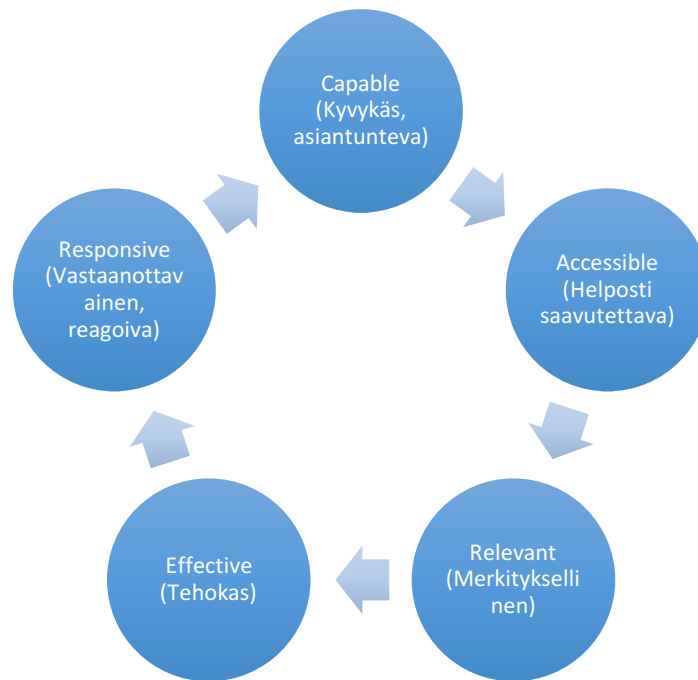 Capable
(Kyvykäs,
asiantunteva)
Accessible
(Helposti
saavutettava)
Relevant
(Merkitykselli
nen)
Effective
(Tehokas)
Responsive
(Vastaanottav
ainen,
reagoiva)